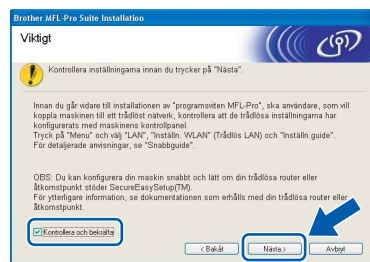 Brother MFL-Pro Suite Installation
Viktigt
Kontrollera inställningarna innan du trycker på "Nästa".
Innan du går vidare till installationen av "programsviten MFL-Pro", ska användare, som vill
koppla maskinen till ett trådlöst nätverk, kontrollera att de trådlösa inställningarna har
konfigurerats med maskinens kontrollpanel.
Tryck på "Menu" och välj "LAN", "Inställn. WLAN" (Trådlös LAN) och "Inställn.guide".
För detaljerade anvisningar, se "Snabbguide".
OBS: Du kan konfigurera din maskin snabbt och lätt om din trådlösa router eller
åtkomstpunkt stöder SecureEasySetup(TM).
För ytterligare information, se dokumentationen som erhålls med din trådlösa router eller
åtkomstpunkt.
Kontrollera och bekräfta
< Bakåt
Nästa >
Avbryt